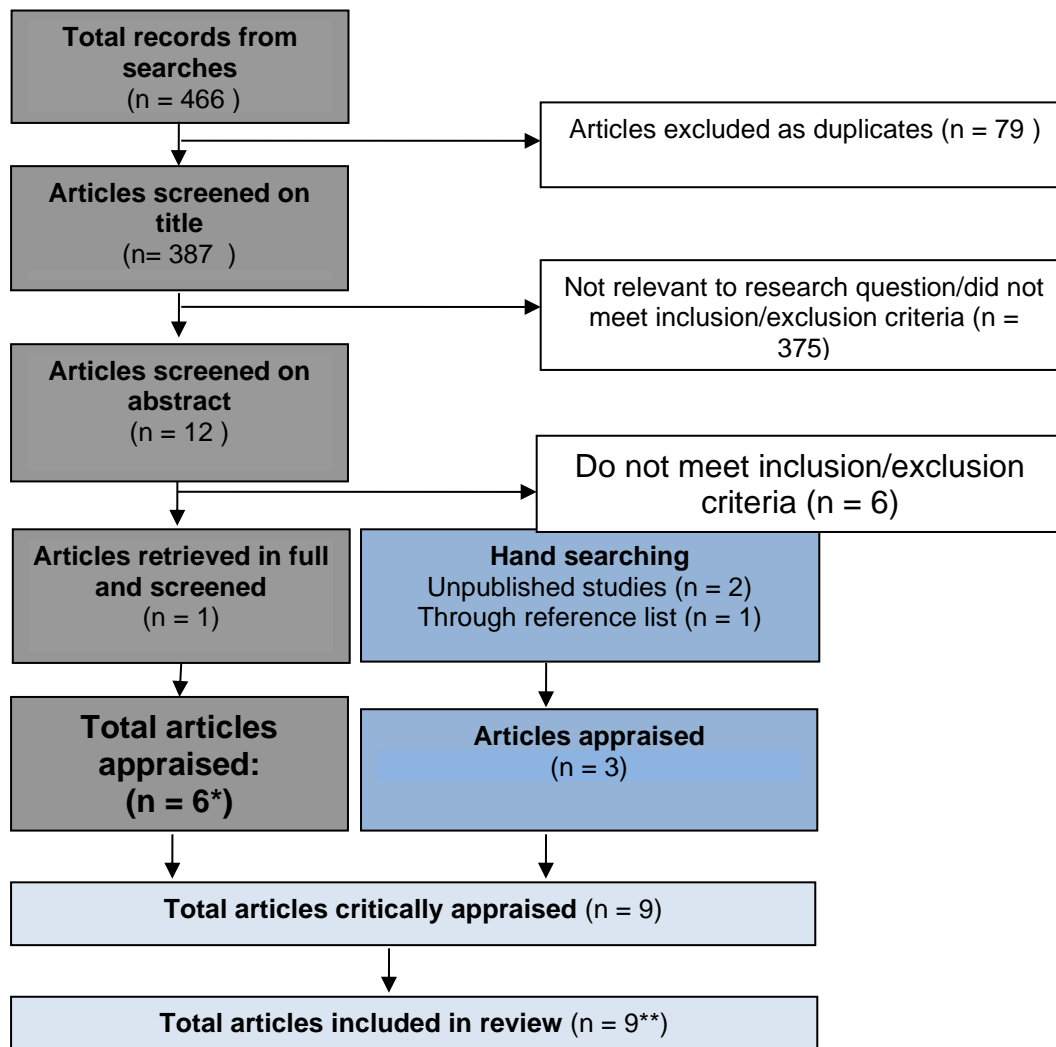 Total records from
searches
(n = 466 )
Articles excluded as duplicates (n = 79 )
Articles screened on
title
(n= 387 )
Not relevant to research question/did not
meet inclusion/exclusion criteria (n =
375)
Articles screened on
abstract
(n = 12 )
Do not meet inclusion/exclusion
criteria (n = 6)
Articles retrieved in full
and screened
(n = 1)
Hand searching
Unpublished studies (n = 2)
Through reference list (n = 1)
Total articles
appraised:
(n = 6*)
Articles appraised
(n = 3)
Total articles critically appraised (n = 9)
Total articles included in review (n = 9**)